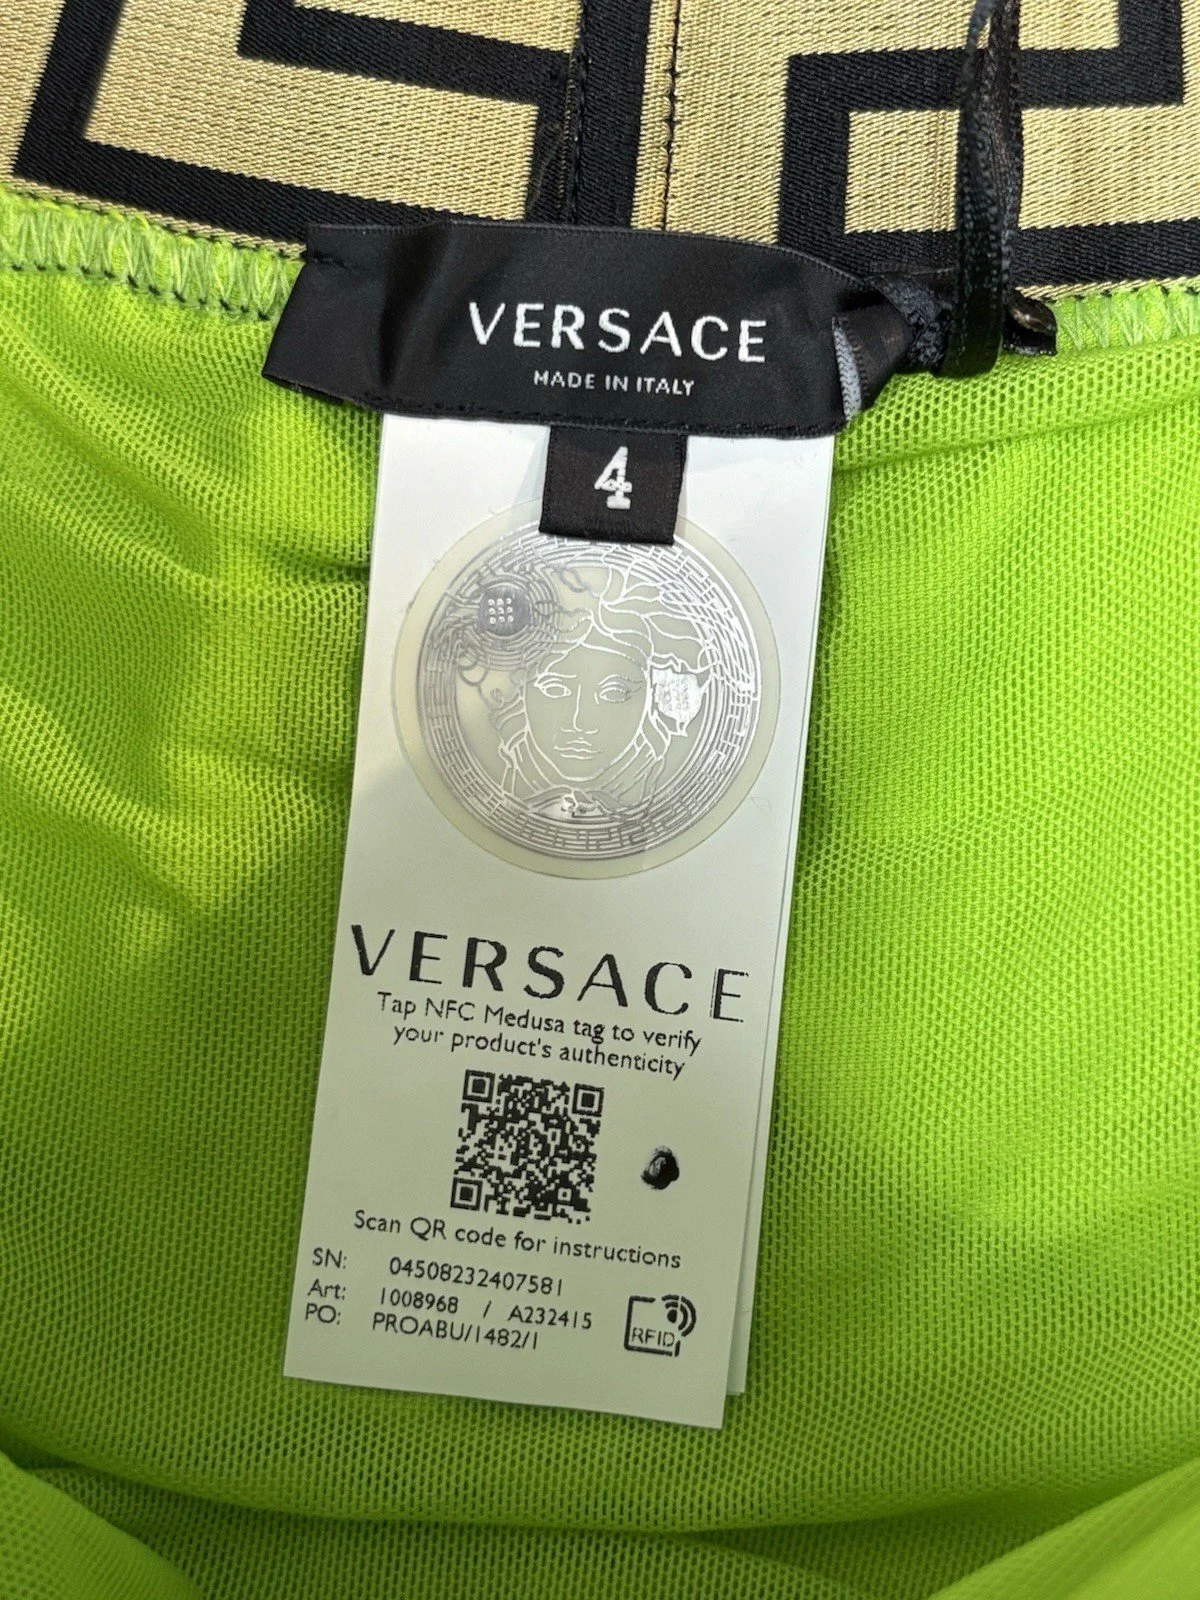 VERSACE
MADE IN ITALY
4
VERSACE
Tap NFC Medusa tag to verify
your product's authenticity
Scan QR code for instructions
SN: 04508232407581
Art: 1008968 / A232415
PO: PROABU/1482/1
RFID